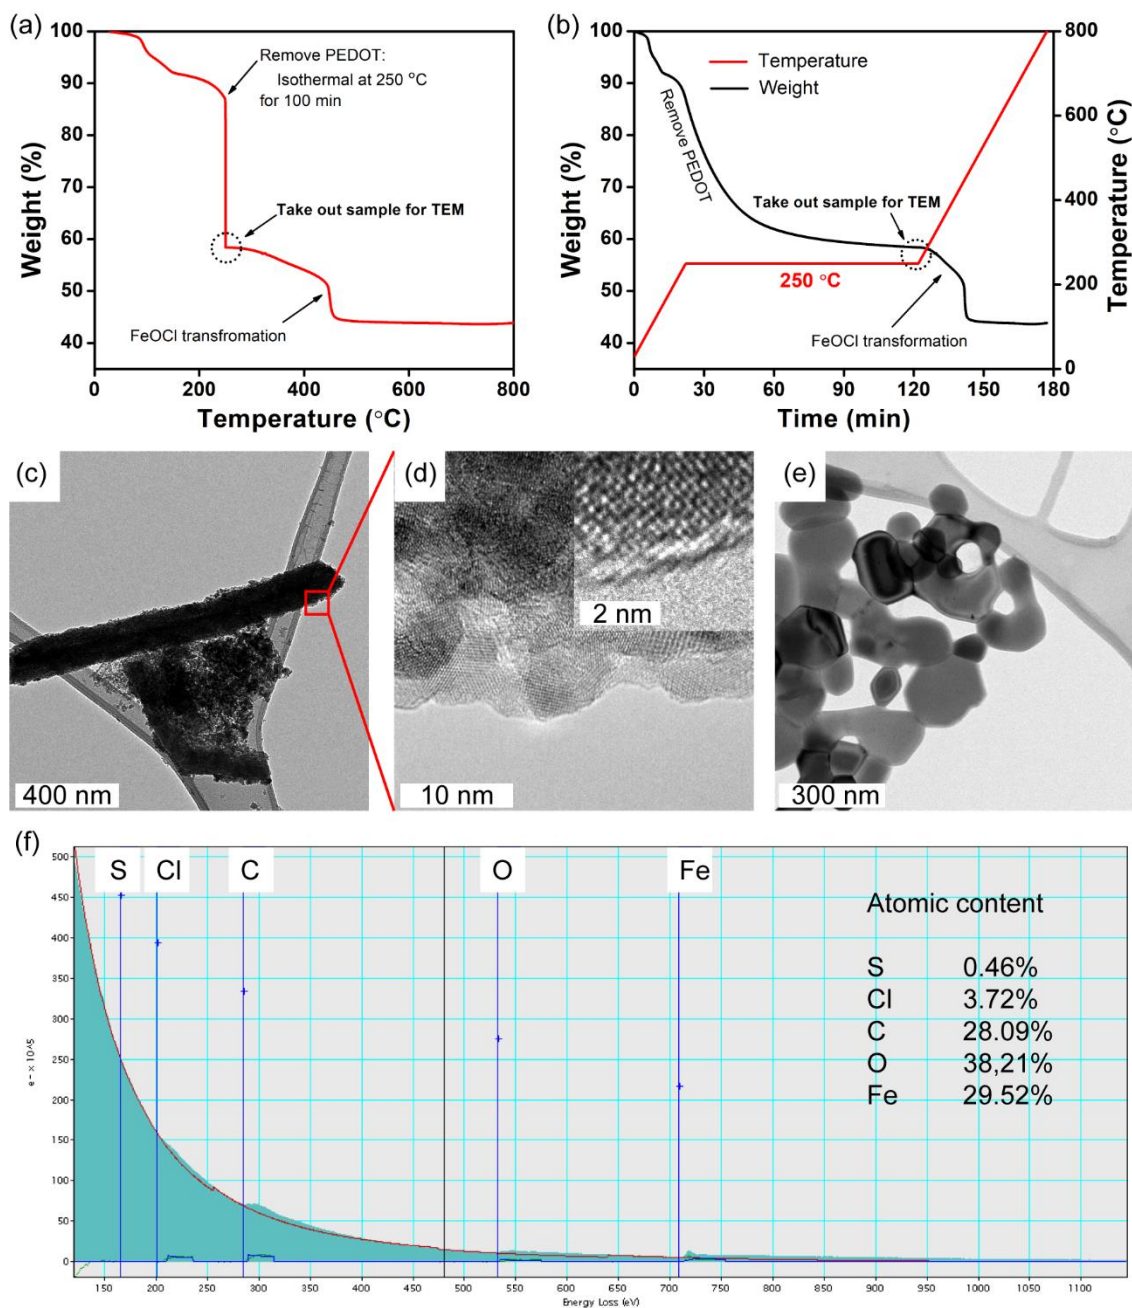 (a)
100
90
80
70
60
50
40
Weight (%)
Remove PEDOT:
Isothermal at 250 °C
for 100 min
Take out sample for TEM
FeOCl transfromation
0
200
400
600
800
Temperature (°C)
(b)
100
90
80
70
60
50
40
Weight (%)
Temperature
Weight
Remove PEDOT
Take out sample for TEM
250 °C
FeOCl transformation
800
600
400
200
0
Temperature (°C)
0
30
60
90
120
150
180
Time (min)
(c)
400 nm
(d)
2 nm
10 nm
(e)
300 nm
(f)
S
Cl
C
O
Fe
500
450
400
350
300
250
200
150
100
50
0
e- x 10^5
Atomic content
S 0.46%
Cl 3.72%
C 28.09%
O 38,21%
Fe 29.52%
150
200
250
300
350
400
450
500
550
600
650
700
750
800
850
900
950
1000
1050
1100
Energy Loss (eV)